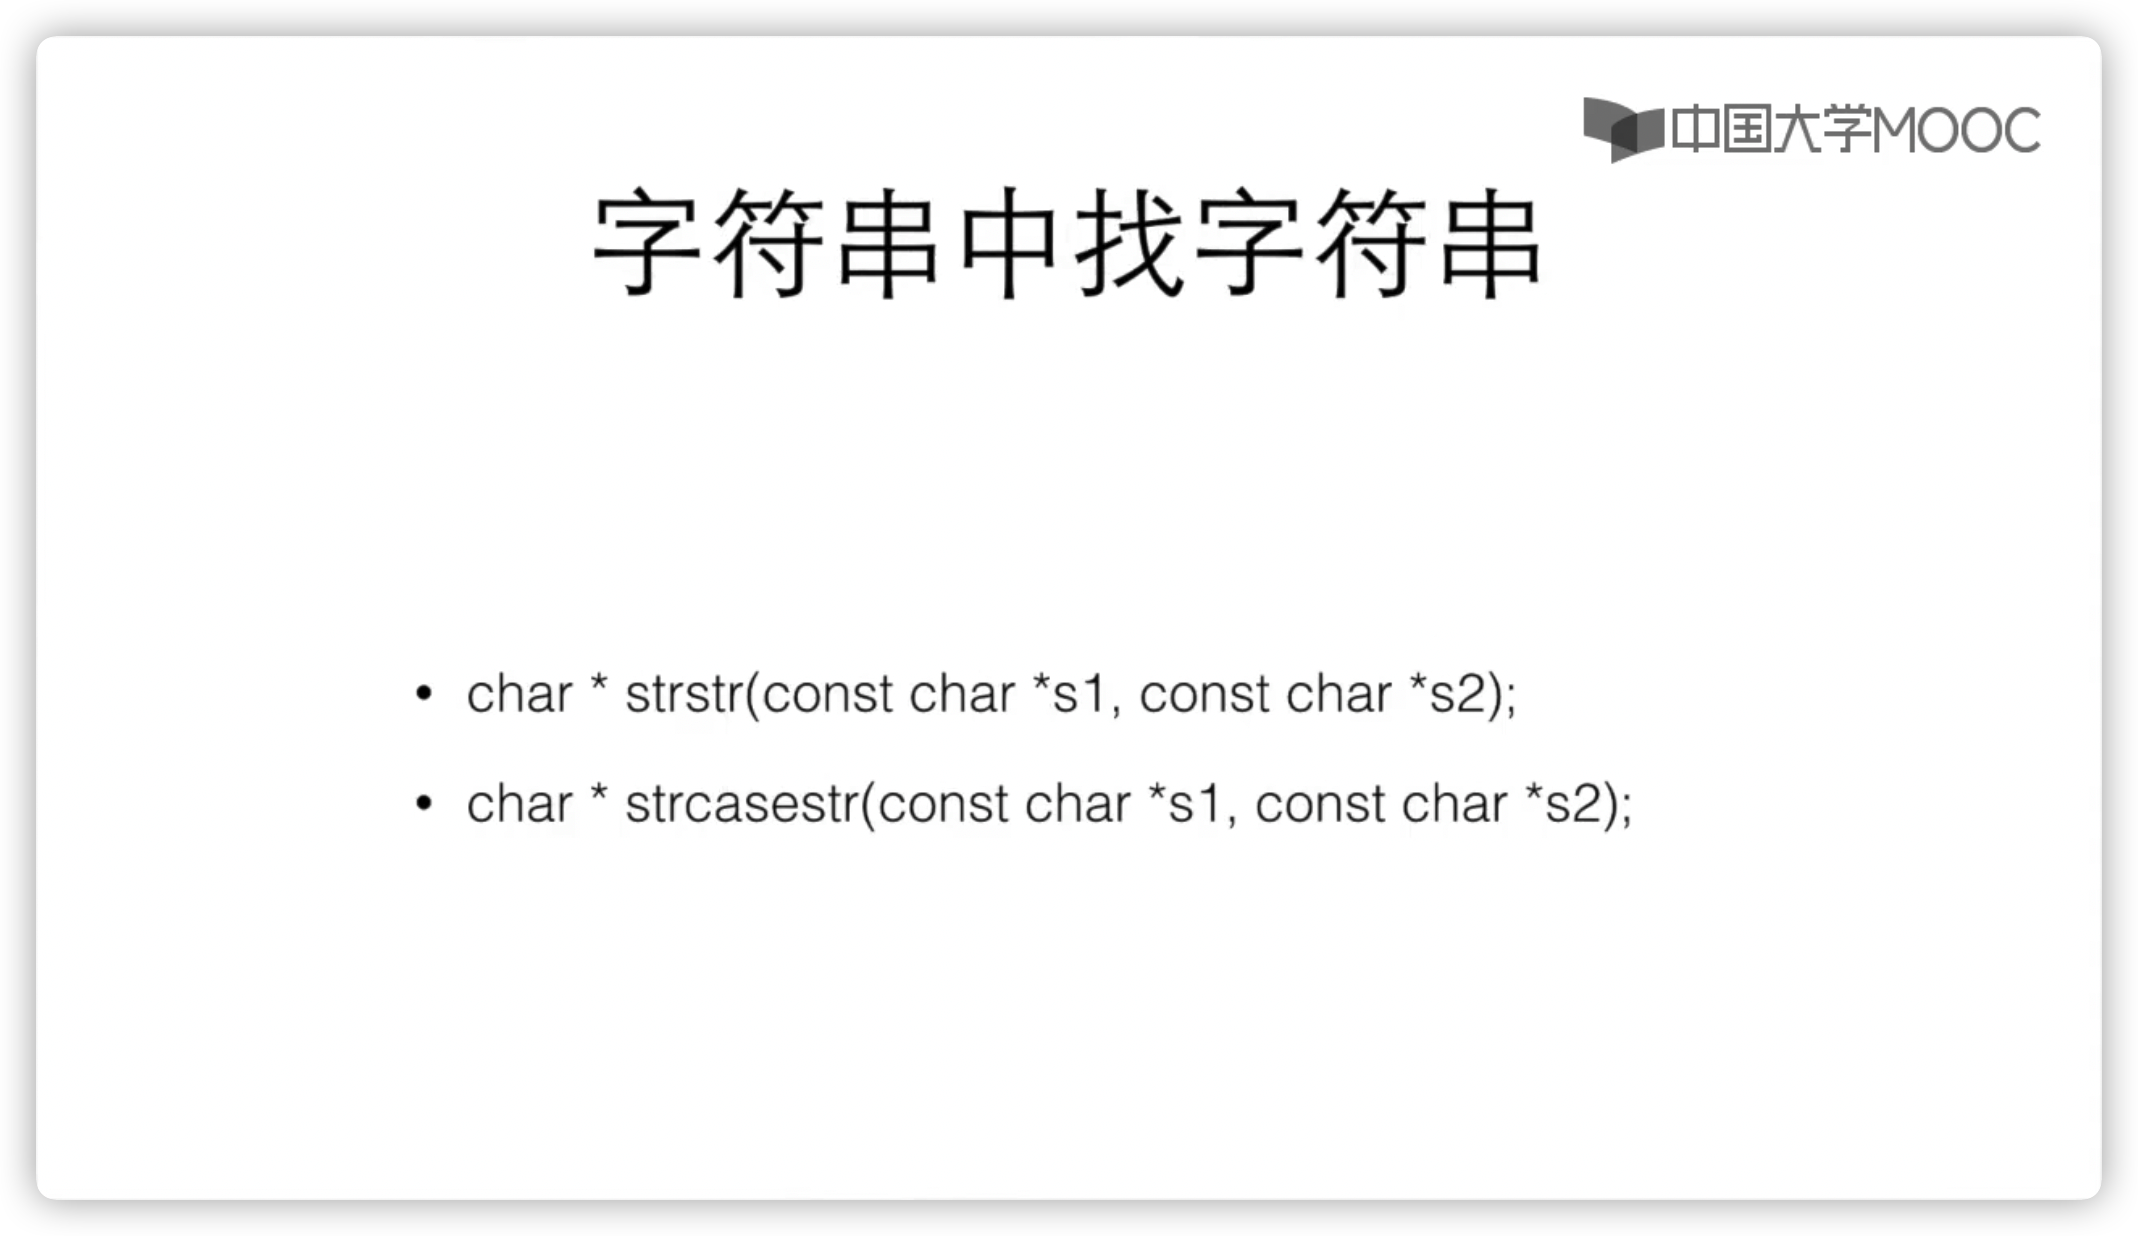 中国大学MOOC
字符串中找字符串
• char * strstr(const char *s1, const char *s2);
• char * strcasestr(const char *s1, const char *s2);